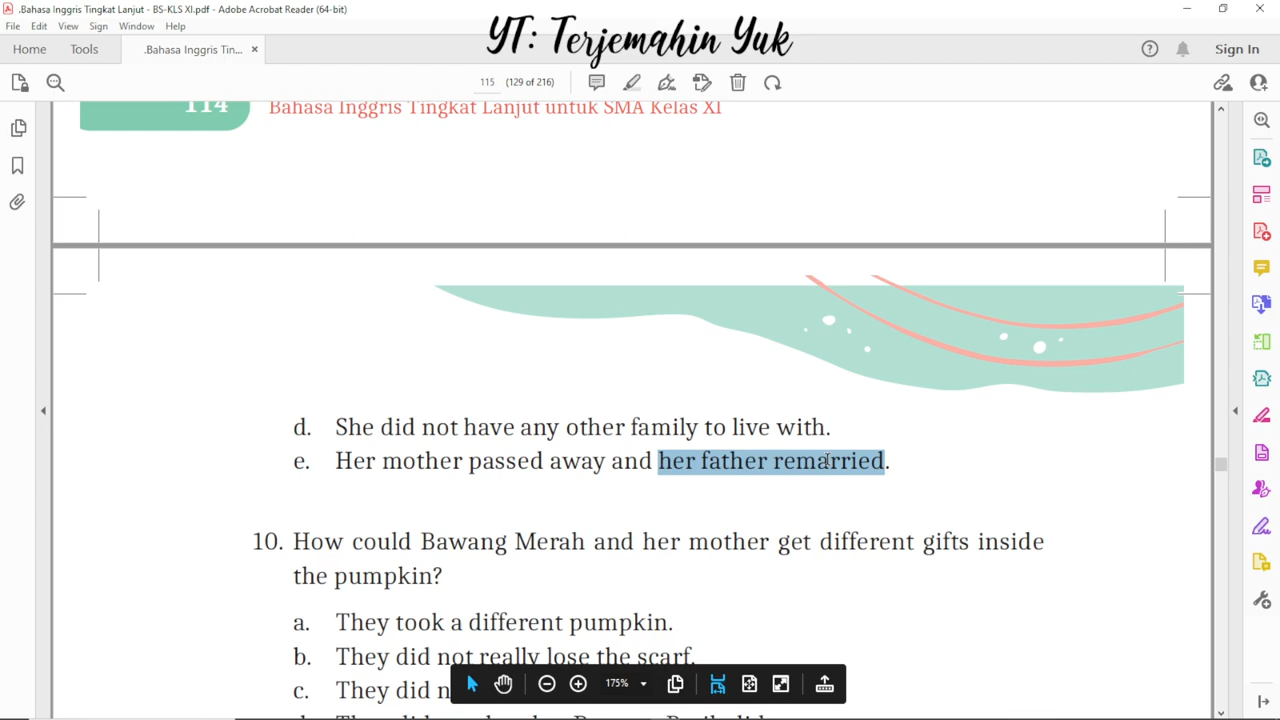 .Bahasa Inggris Tingkat Lanjut - BS-KLS XI.pdf - Adobe Acrobat Reader (64-bit)
File Edit View Sign Window Help
YT: Terjemahin Yuk
Home Tools .Bahasa Inggris Tin... × Sign In
115 (129 of 216)
114 Bahasa Inggris Tingkat Lanjut untuk SMA Kelas XI
d. She did not have any other family to live with.
e. Her mother passed away and her father remarried.
10. How could Bawang Merah and her mother get different gifts inside
the pumpkin?
a. They took a different pumpkin.
b. They did not really lose the scarf.
c. They did n
175%